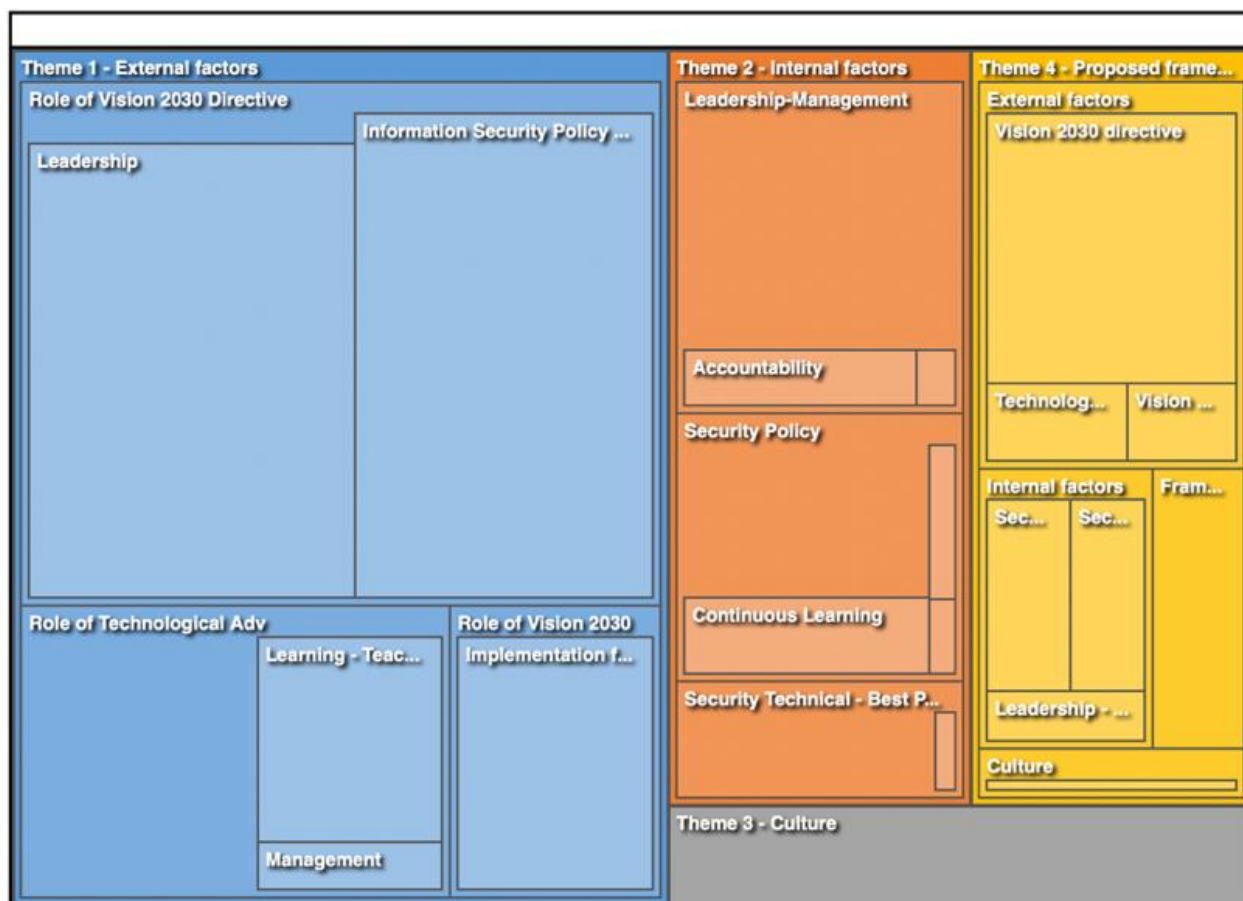 Theme 1 - External factors
Role of Vision 2030 Directive
Leadership
Information Security Policy ...
Role of Technological Adv
Learning - Teac...
Management
Role of Vision 2030
Implementation f...
Theme 2 - Internal factors
Leadership-Management
Accountability
Security Policy
Continuous Learning
Security Technical - Best P...
Theme 4 - Proposed frame...
External factors
Vision 2030 directive
Technolog...
Vision ...
Internal factors
Sec...
Sec...
Leadership - ...
Fram...
Culture
Theme 3 - Culture